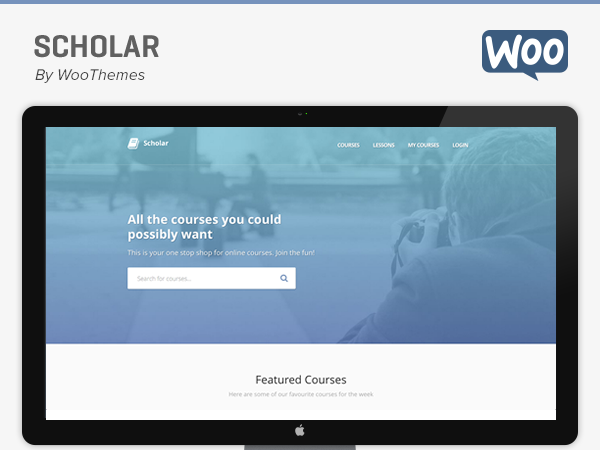 SCHOLAR
By WooThemes
WOO
Scholar
COURSES LESSONS MY COURSES LOGIN
All the courses you could
possibly want
This is your one stop shop for online courses. Join the fun!
Search for courses...
Featured Courses
Here are some of our favourite courses for the week